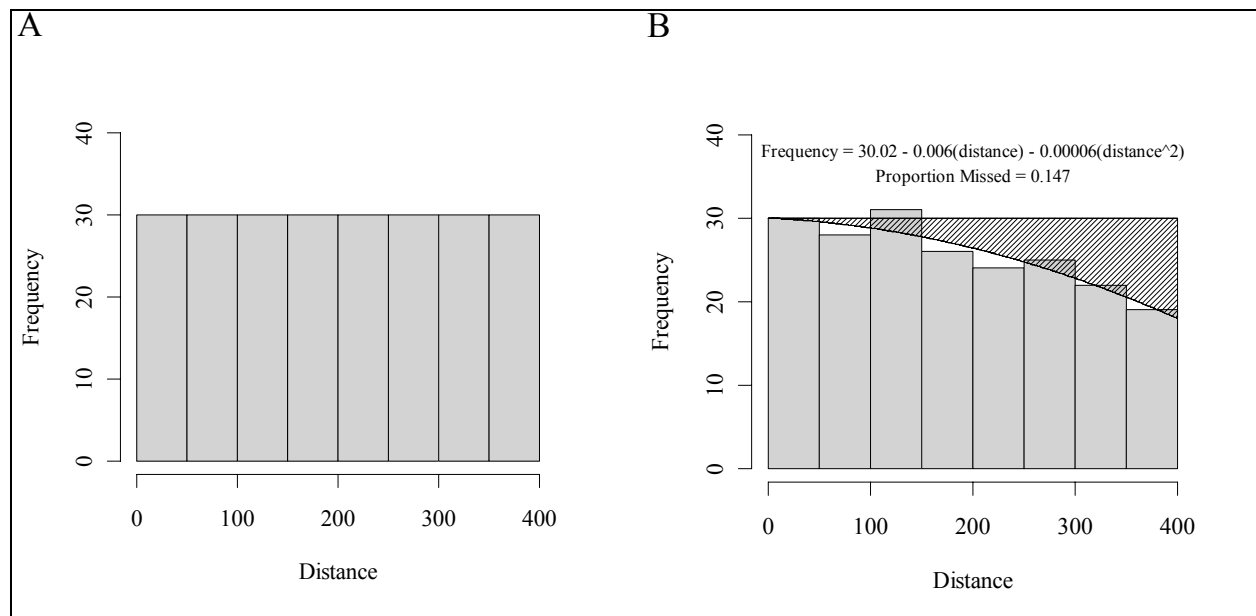 A
40
30
20
10
0
Frequency
0 100 200 300 400
Distance
B
Frequency = 30.02 - 0.006(distance) - 0.00006(distance^2)
Proportion Missed = 0.147
40
30
20
10
0
Frequency
0 100 200 300 400
Distance